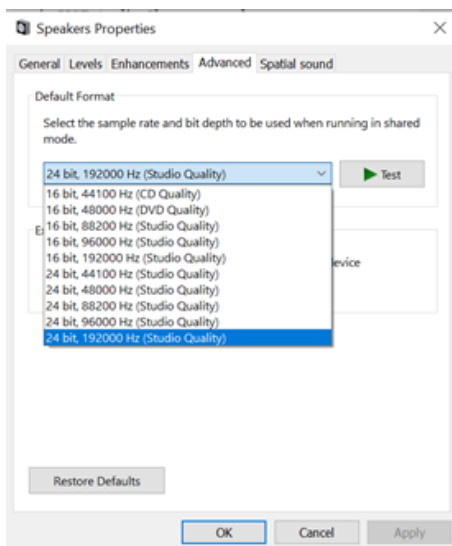 Speakers Properties
General Levels Enhancements Advanced Spatial sound
Default Format
Select the sample rate and bit depth to be used when running in shared
mode.
24 bit, 192000 Hz (Studio Quality)
Test
16 bit, 44100 Hz (CD Quality)
16 bit, 48000 Hz (DVD Quality)
16 bit, 88200 Hz (Studio Quality)
16 bit, 96000 Hz (Studio Quality)
16 bit, 192000 Hz (Studio Quality)
evice
24 bit, 44100 Hz (Studio Quality)
24 bit, 48000 Hz (Studio Quality)
24 bit, 88200 Hz (Studio Quality)
24 bit, 96000 Hz (Studio Quality)
24 bit, 192000 Hz (Studio Quality)
Restore Defaults
OK Cancel Apply